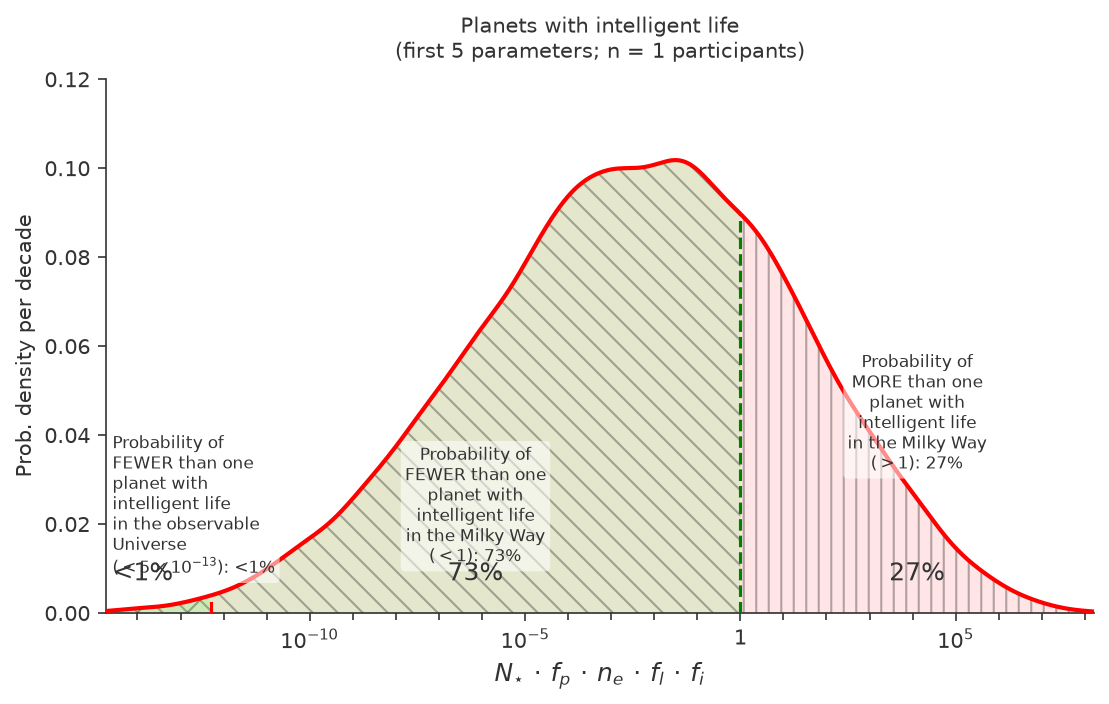 Planets with intelligent life
(first 5 parameters; n = 1 participants)
Prob. density per decade
0.12
0.10
0.08
0.06
0.04
0.02
0.00
Probability of
FEWER than one
planet with
intelligent life
in the observable
Universe
(<5×10⁻¹³): <1%
<1%
Probability of
FEWER than one
planet with
intelligent life
in the Milky Way
(<1): 73%
73%
Probability of
MORE than one
planet with
intelligent life
in the Milky Way
(>1): 27%
27%
10⁻¹⁰
10⁻⁵
1
10⁵
N⋆ · fₚ · nₑ · fₗ · fᵢ